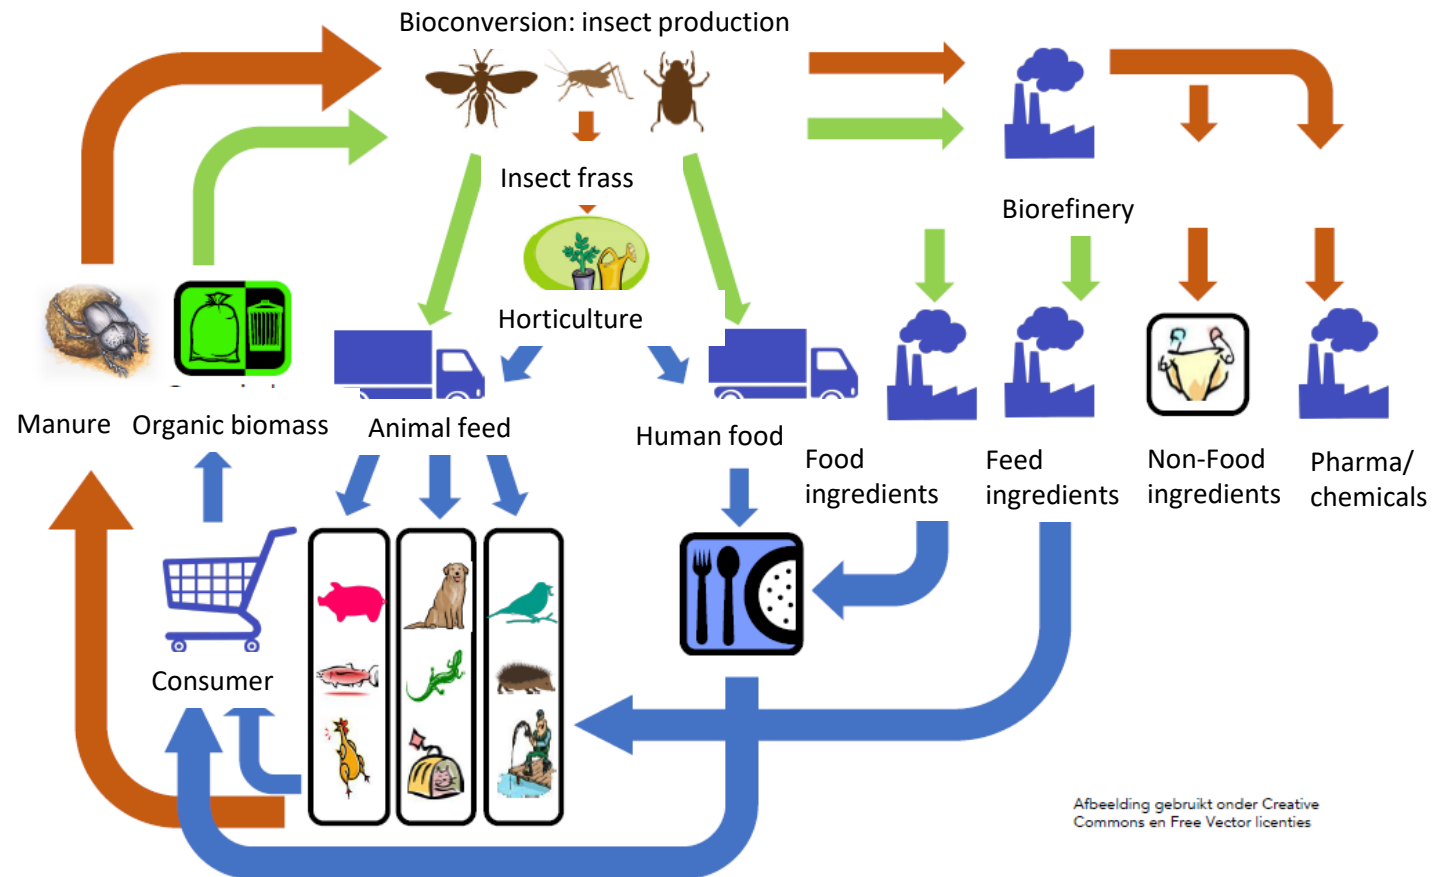 Bioconversion: insect production
Insect frass
Biorefinery
Horticulture
Manure
Organic biomass
Animal feed
Human food
Food
ingredients
Feed
ingredients
Non-Food
ingredients
Pharma/
chemicals
Consumer
Afbeelding gebruikt onder Creative
Commons en Free Vector licenties